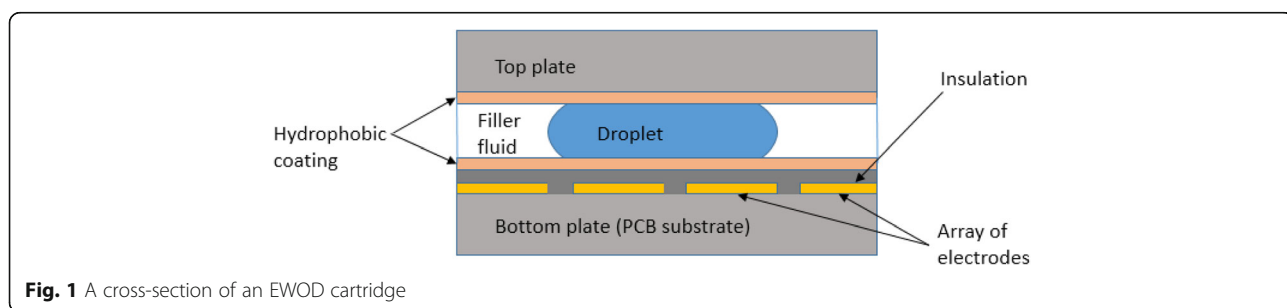 Top plate
Insulation
Hydrophobic
coating
Filler
fluid
Droplet
Bottom plate (PCB substrate)
Array of
electrodes
Fig. 1 A cross-section of an EWOD cartridge